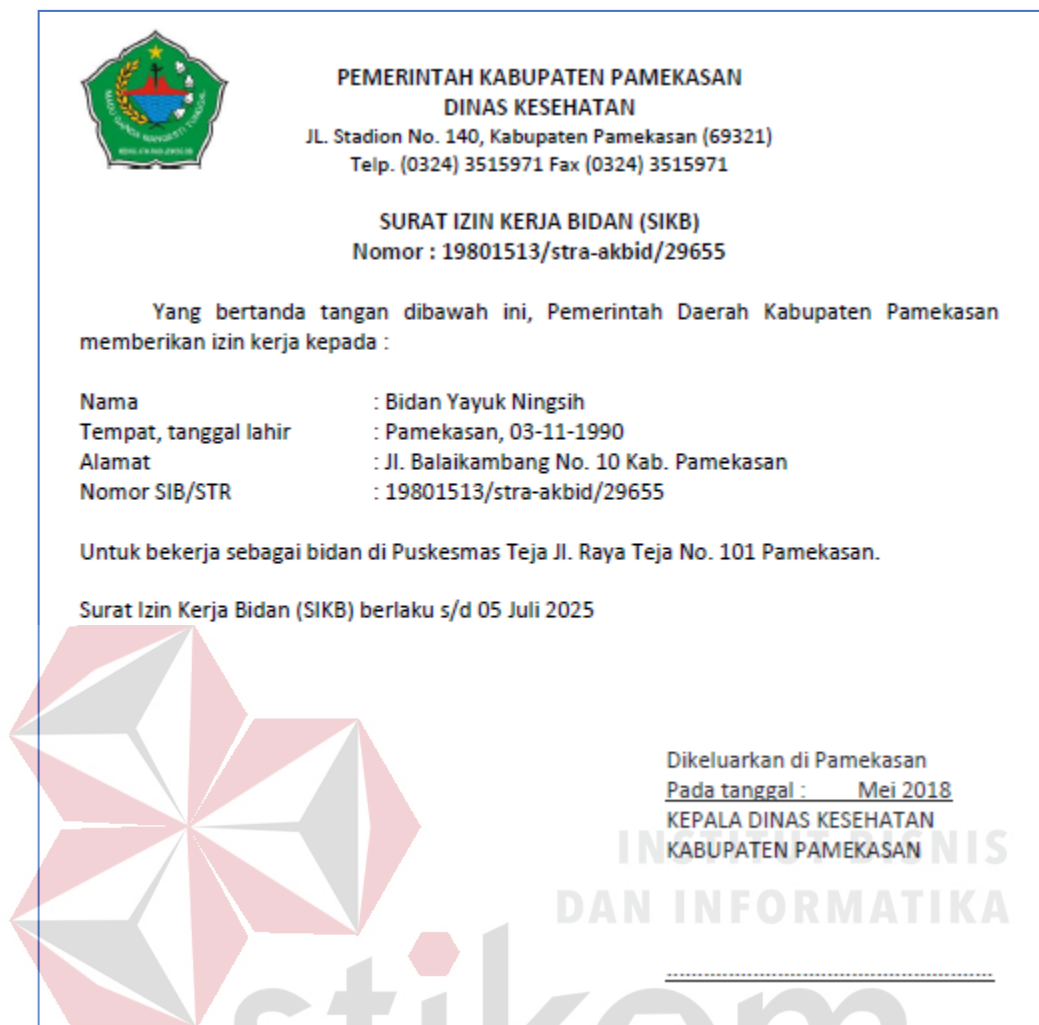 PEMERINTAH KABUPATEN PAMEKASAN
DINAS KESEHATAN
JL. Stadion No. 140, Kabupaten Pamekasan (69321)
Telp. (0324) 3515971 Fax (0324) 3515971
SURAT IZIN KERJA BIDAN (SIKB)
Nomor : 19801513/stra-akbid/29655
Yang bertanda tangan dibawah ini, Pemerintah Daerah Kabupaten Pamekasan
memberikan izin kerja kepada :
Nama : Bidan Yayuk Ningsih
Tempat, tanggal lahir : Pamekasan, 03-11-1990
Alamat : Jl. Balaikambang No. 10 Kab. Pamekasan
Nomor SIB/STR : 19801513/stra-akbid/29655
Untuk bekerja sebagai bidan di Puskesmas Teja Jl. Raya Teja No. 101 Pamekasan.
Surat Izin Kerja Bidan (SIKB) berlaku s/d 05 Juli 2025
Dikeluarkan di Pamekasan
Pada tanggal : Mei 2018
KEPALA DINAS KESEHATAN
KABUPATEN PAMEKASAN
INSTITUT BISNIS
DAN INFORMATIKA
stikom